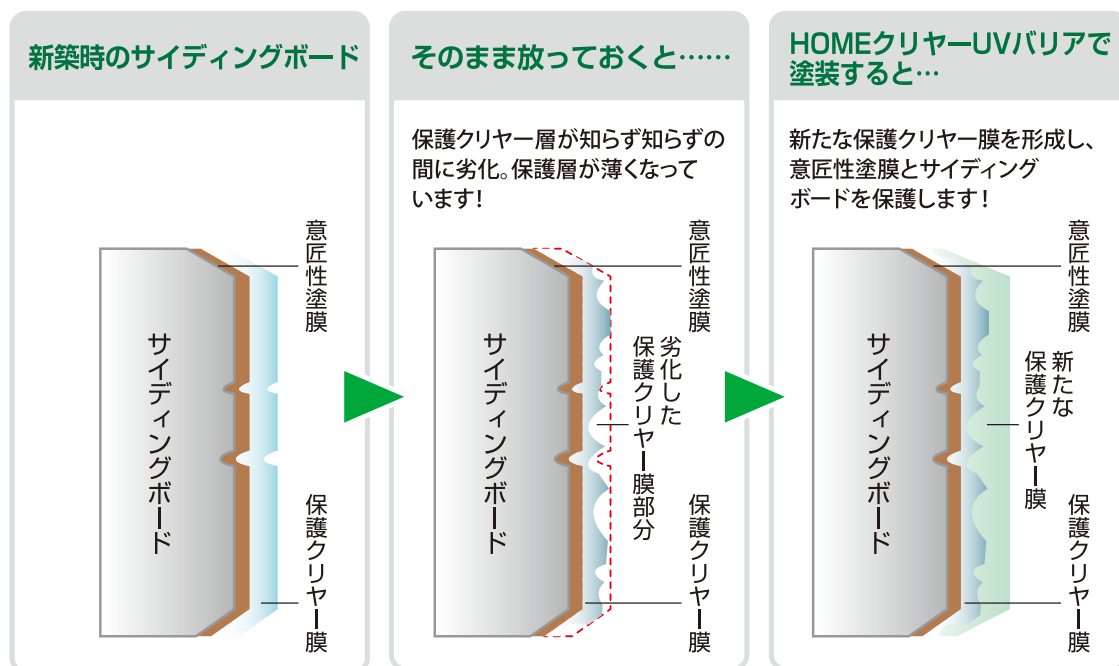 新築時のサイディングボード
意匠性塗膜
サイディングボード
保護クリヤー膜
そのまま放っておくと……
保護クリヤー層が知らず知らずの
間に劣化。保護層が薄くなって
います!
意匠性塗膜
サイディングボード
劣化した
保護クリヤー膜部分
保護クリヤー膜
HOMEクリヤーUVバリアで
塗装すると…
新たな保護クリヤー膜を形成し、
意匠性塗膜とサイディング
ボードを保護します!
意匠性塗膜
サイディングボード
新たな
保護クリヤー膜
保護クリヤー膜